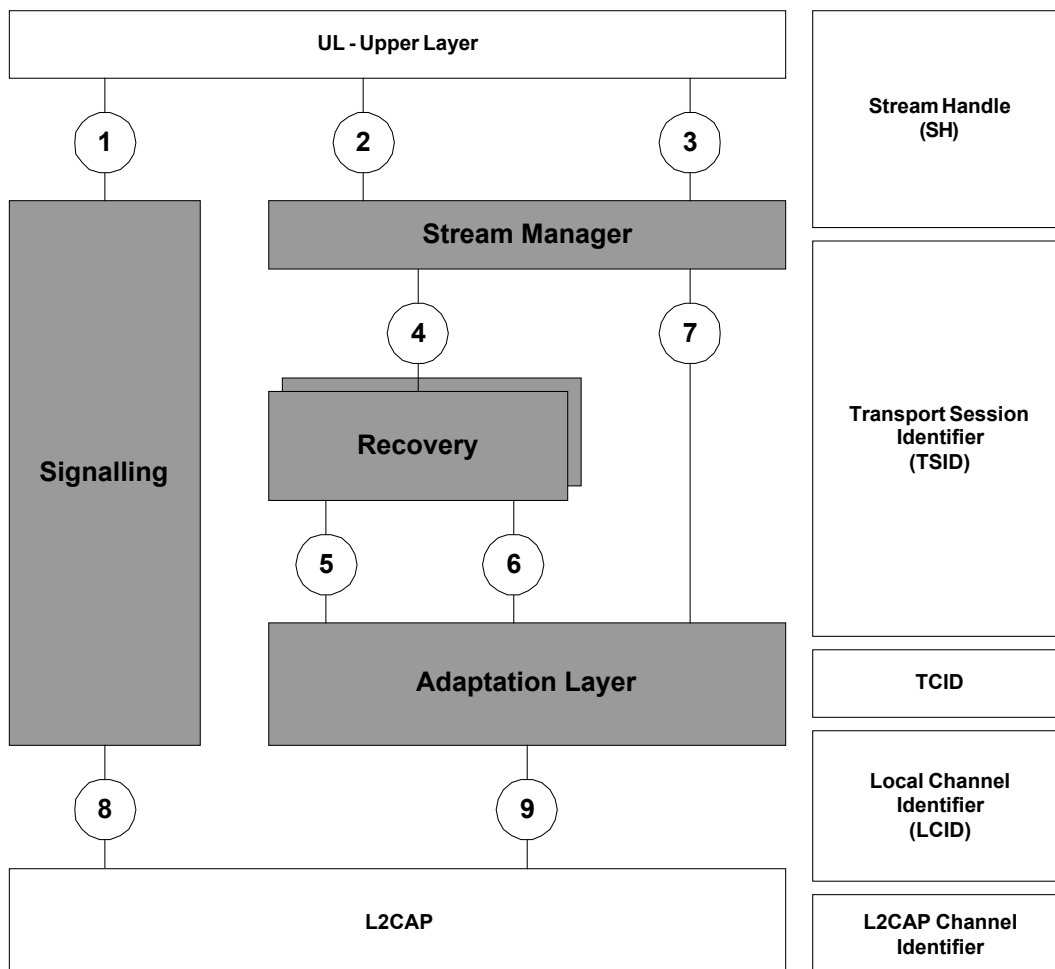 UL - Upper Layer
Stream Handle
(SH)
1
2
3
Stream Manager
4
7
Transport Session
Identifier
(TSID)
Recovery
Signalling
5
6
Adaptation Layer
TCID
8
9
Local Channel
Identifier
(LCID)
L2CAP
L2CAP Channel
Identifier